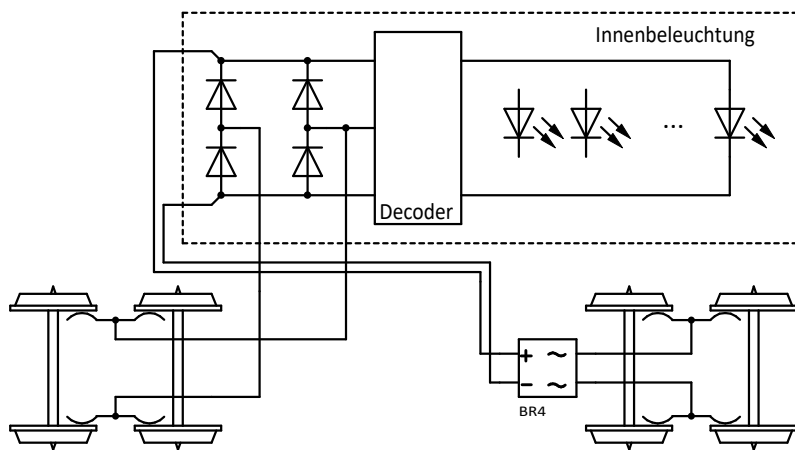 Innenbeleuchtung
...
Decoder
+ ~
- ~
BR4